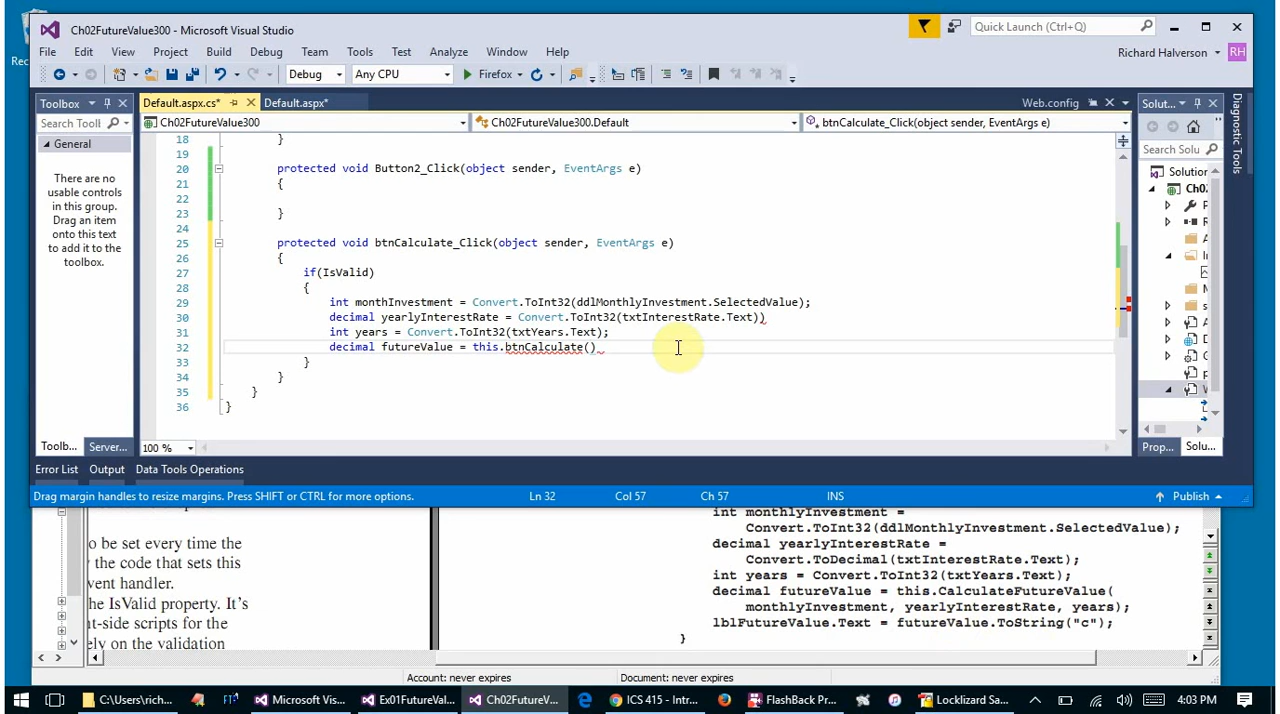 Ch02FutureValue300 - Microsoft Visual Studio
Quick Launch (Ctrl+Q)
File Edit View Project Build Debug Team Tools Test Analyze Window Help
Richard Halverson RH
Debug Any CPU Firefox
Toolbox
Default.aspx.cs* Default.aspx* Web.config
Solut...
Search Toolb
Ch02FutureValue300 Ch02FutureValue300.Default btnCalculate_Click(object sender, EventArgs e)
General
There are no
usable controls
in this group.
Drag an item
onto this text
to add it to the
toolbox.
18 }
19
20 protected void Button2_Click(object sender, EventArgs e)
21 {
22
23 }
24
25 protected void btnCalculate_Click(object sender, EventArgs e)
26 {
27 if(IsValid)
28 {
29 int monthInvestment = Convert.ToInt32(ddlMonthlyInvestment.SelectedValue);
30 decimal yearlyInterestRate = Convert.ToInt32(txtInterestRate.Text))
31 int years = Convert.ToInt32(txtYears.Text);
32 decimal futureValue = this.btnCalculate()
33 }
34 }
35 }
36 }
Search Solu
Solution
Ch0
Diagnostic Tools
100 %
Toolb... Server...
Prop... Solu...
Error List Output Data Tools Operations
Drag margin handles to resize margins. Press SHIFT or CTRL for more options. Ln 32 Col 57 Ch 57 INS Publish
o be set every time the
the code that sets this
vent handler.
he IsValid property. It's
nt-side scripts for the
ely on the validation
int monthlyInvestment =
Convert.ToInt32(ddlMonthlyInvestment.SelectedValue);
decimal yearlyInterestRate =
Convert.ToDecimal(txtInterestRate.Text);
int years = Convert.ToInt32(txtYears.Text);
decimal futureValue = this.CalculateFutureValue(
monthlyInvestment, yearlyInterestRate, years);
lblFutureValue.Text = futureValue.ToString("c");
}
Account: never expires Document: never expires
C:\Users\rich... Microsoft Vis... Ex01FutureVal... Ch02FutureV... ICS 415 - Intr... FlashBack Pr... Locklizard Sa... 4:03 PM